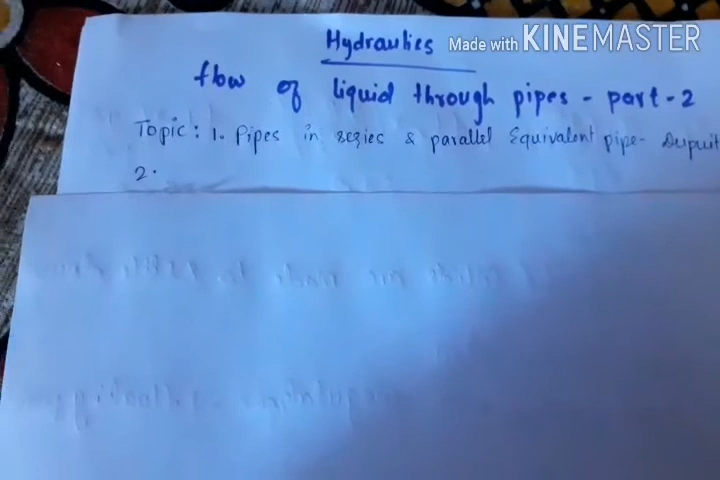 Hydraulics
Made with KINEMASTER
flow of liquid through pipes - part - 2
Topic: 1. Pipes in series & parallel Equivalent pipe - Dupuit
2.